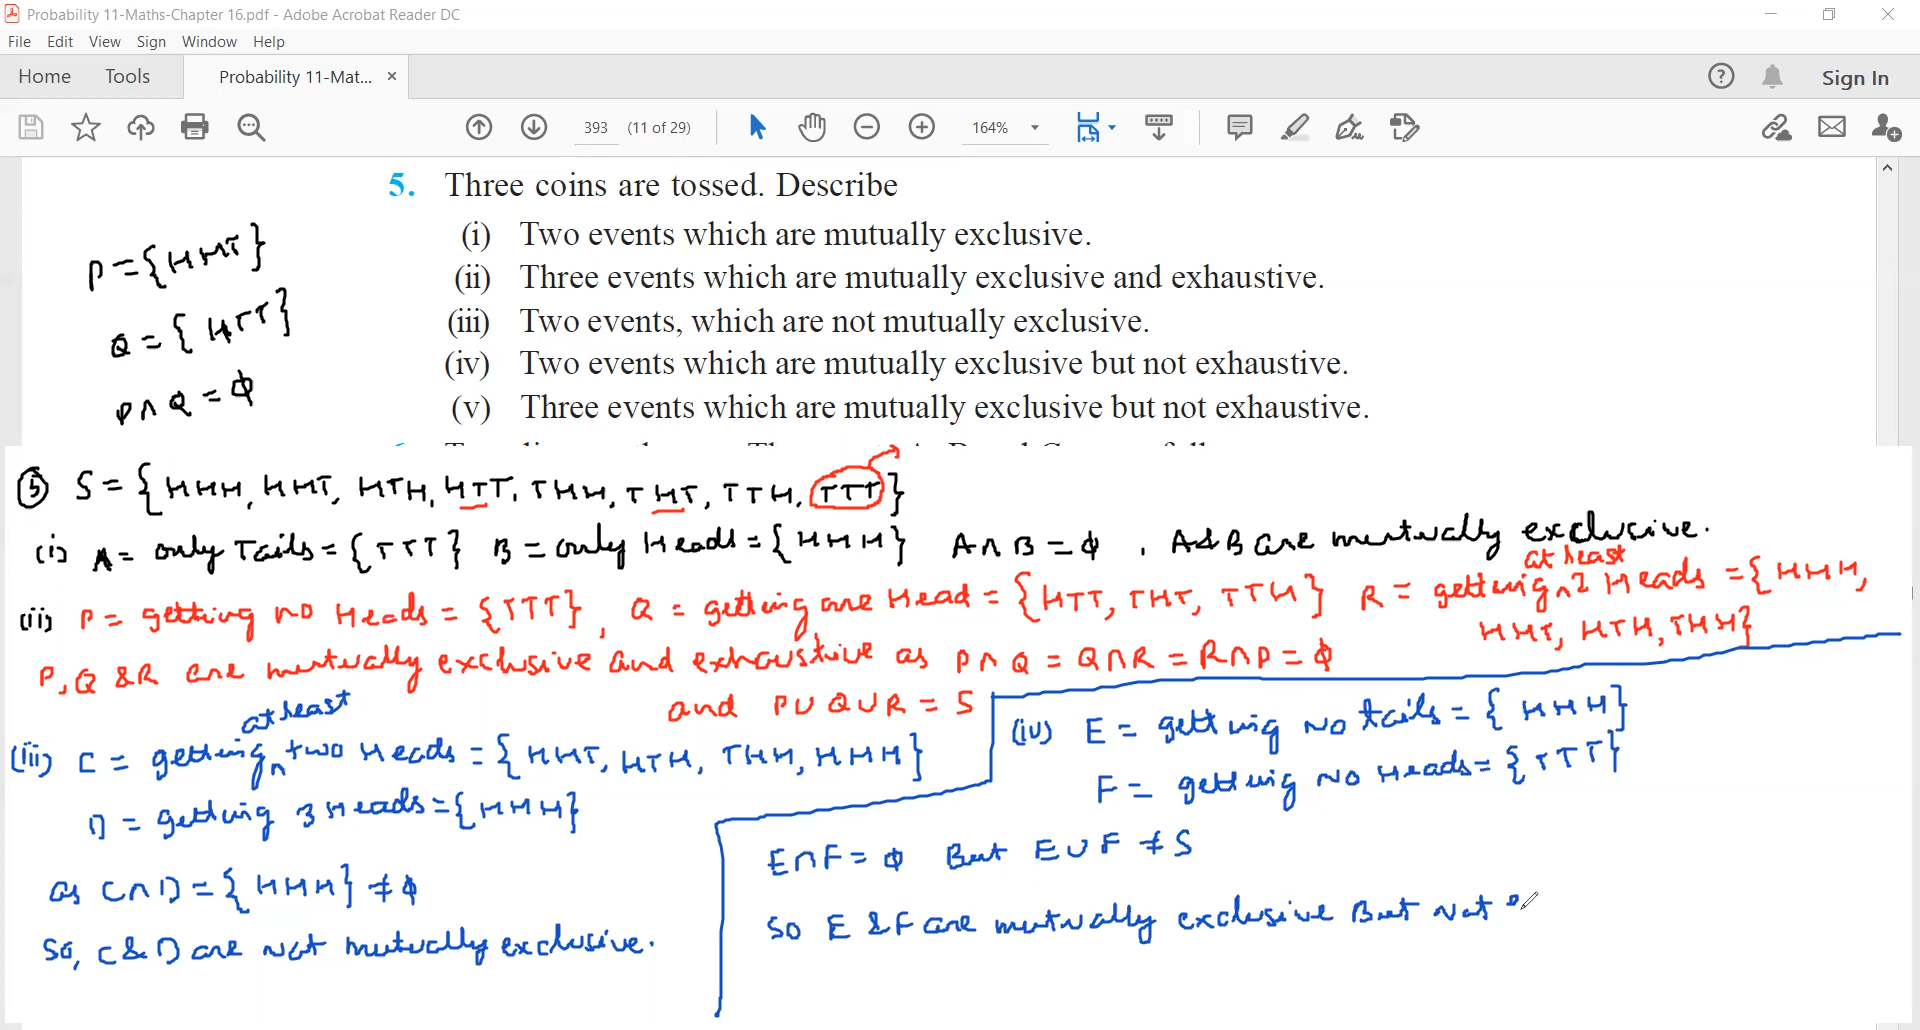 Probability 11-Maths-Chapter 16.pdf - Adobe Acrobat Reader DC
File Edit View Sign Window Help
Home Tools Probability 11-Mat... × Sign In
393 (11 of 29) 164%
5. Three coins are tossed. Describe
(i) Two events which are mutually exclusive.
(ii) Three events which are mutually exclusive and exhaustive.
(iii) Two events, which are not mutually exclusive.
(iv) Two events which are mutually exclusive but not exhaustive.
(v) Three events which are mutually exclusive but not exhaustive.
P = {HHT}
Q = {HTT}
P ∩ Q = ϕ
⑤ S = {HHH, HHT, HTH, HTT, THH, THT, TTH, TTT}
(i) A = only Tails = {TTT} B = only Heads = {HHH} A ∩ B = ϕ . A & B are mutually exclusive.
(ii) P = getting no Heads = {TTT}, Q = getting one Head = {HTT, THT, TTH} R = getting at least 2 Heads = {HHH,
HHT, HTH, THH}
P, Q & R are mutually exclusive and exhaustive as P ∩ Q = Q ∩ R = R ∩ P = ϕ
and P ∪ Q ∪ R = S
(iii) C = getting at least two Heads = {HHT, HTH, THH, HHH}
D = getting 3 Heads = {HHH}
as C ∩ D = {HHH} ≠ ϕ
So, C & D are not mutually exclusive.
(iv) E = getting No tails = {HHH}
F = getting No Heads = {TTT}
E ∩ F = ϕ But E ∪ F ≠ S
So E & F are mutually exclusive But Not